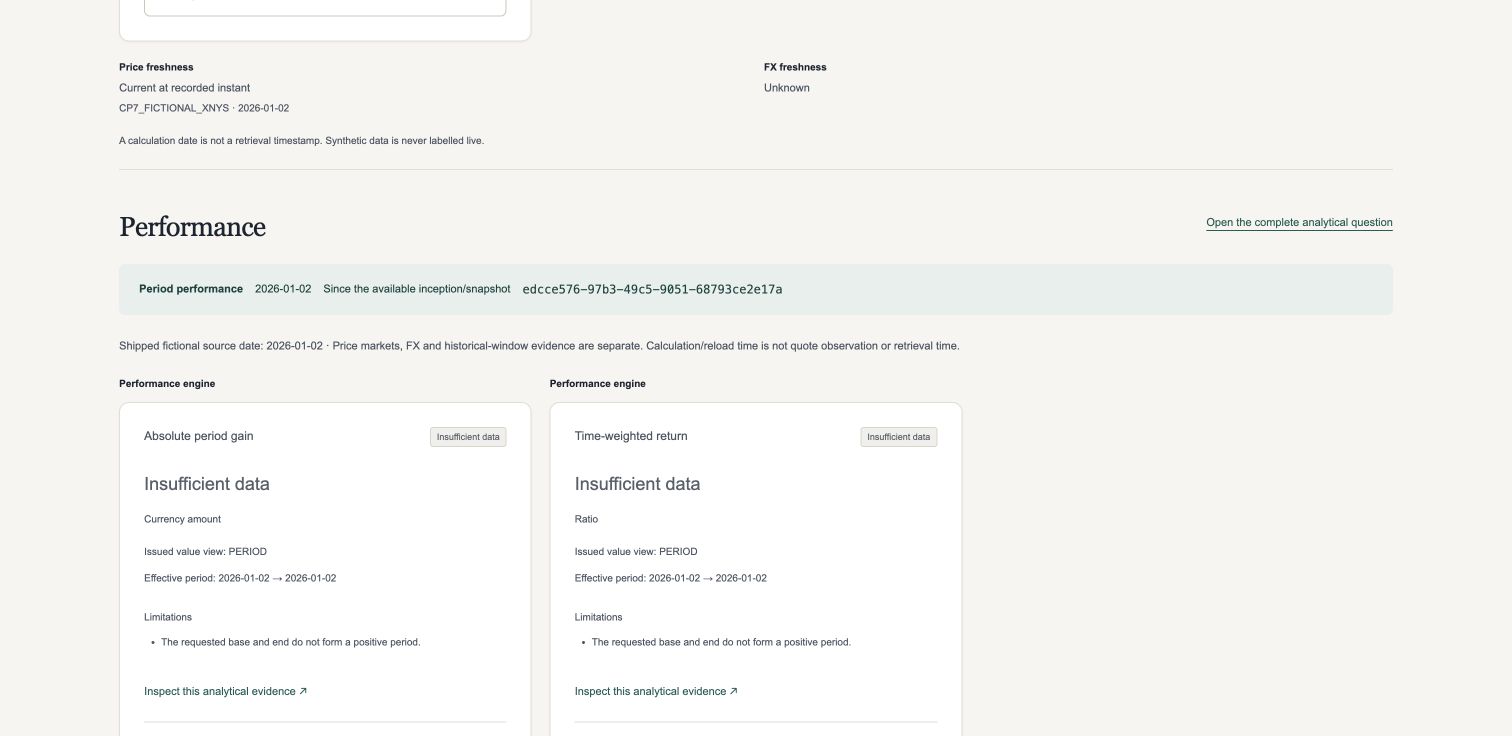 Price freshness
Current at recorded instant
CP7_FICTIONAL_XNYS · 2026-01-02
FX freshness
Unknown
A calculation date is not a retrieval timestamp. Synthetic data is never labelled live.
Performance
Open the complete analytical question
Period performance 2026-01-02 Since the available inception/snapshot edcce576-97b3-49c5-9051-68793ce2e17a
Shipped fictional source date: 2026-01-02 · Price markets, FX and historical-window evidence are separate. Calculation/reload time is not quote observation or retrieval time.
Performance engine
Absolute period gain
Insufficient data
Insufficient data
Currency amount
Issued value view: PERIOD
Effective period: 2026-01-02 → 2026-01-02
Limitations
• The requested base and end do not form a positive period.
Inspect this analytical evidence ↗
Performance engine
Time-weighted return
Insufficient data
Insufficient data
Ratio
Issued value view: PERIOD
Effective period: 2026-01-02 → 2026-01-02
Limitations
• The requested base and end do not form a positive period.
Inspect this analytical evidence ↗